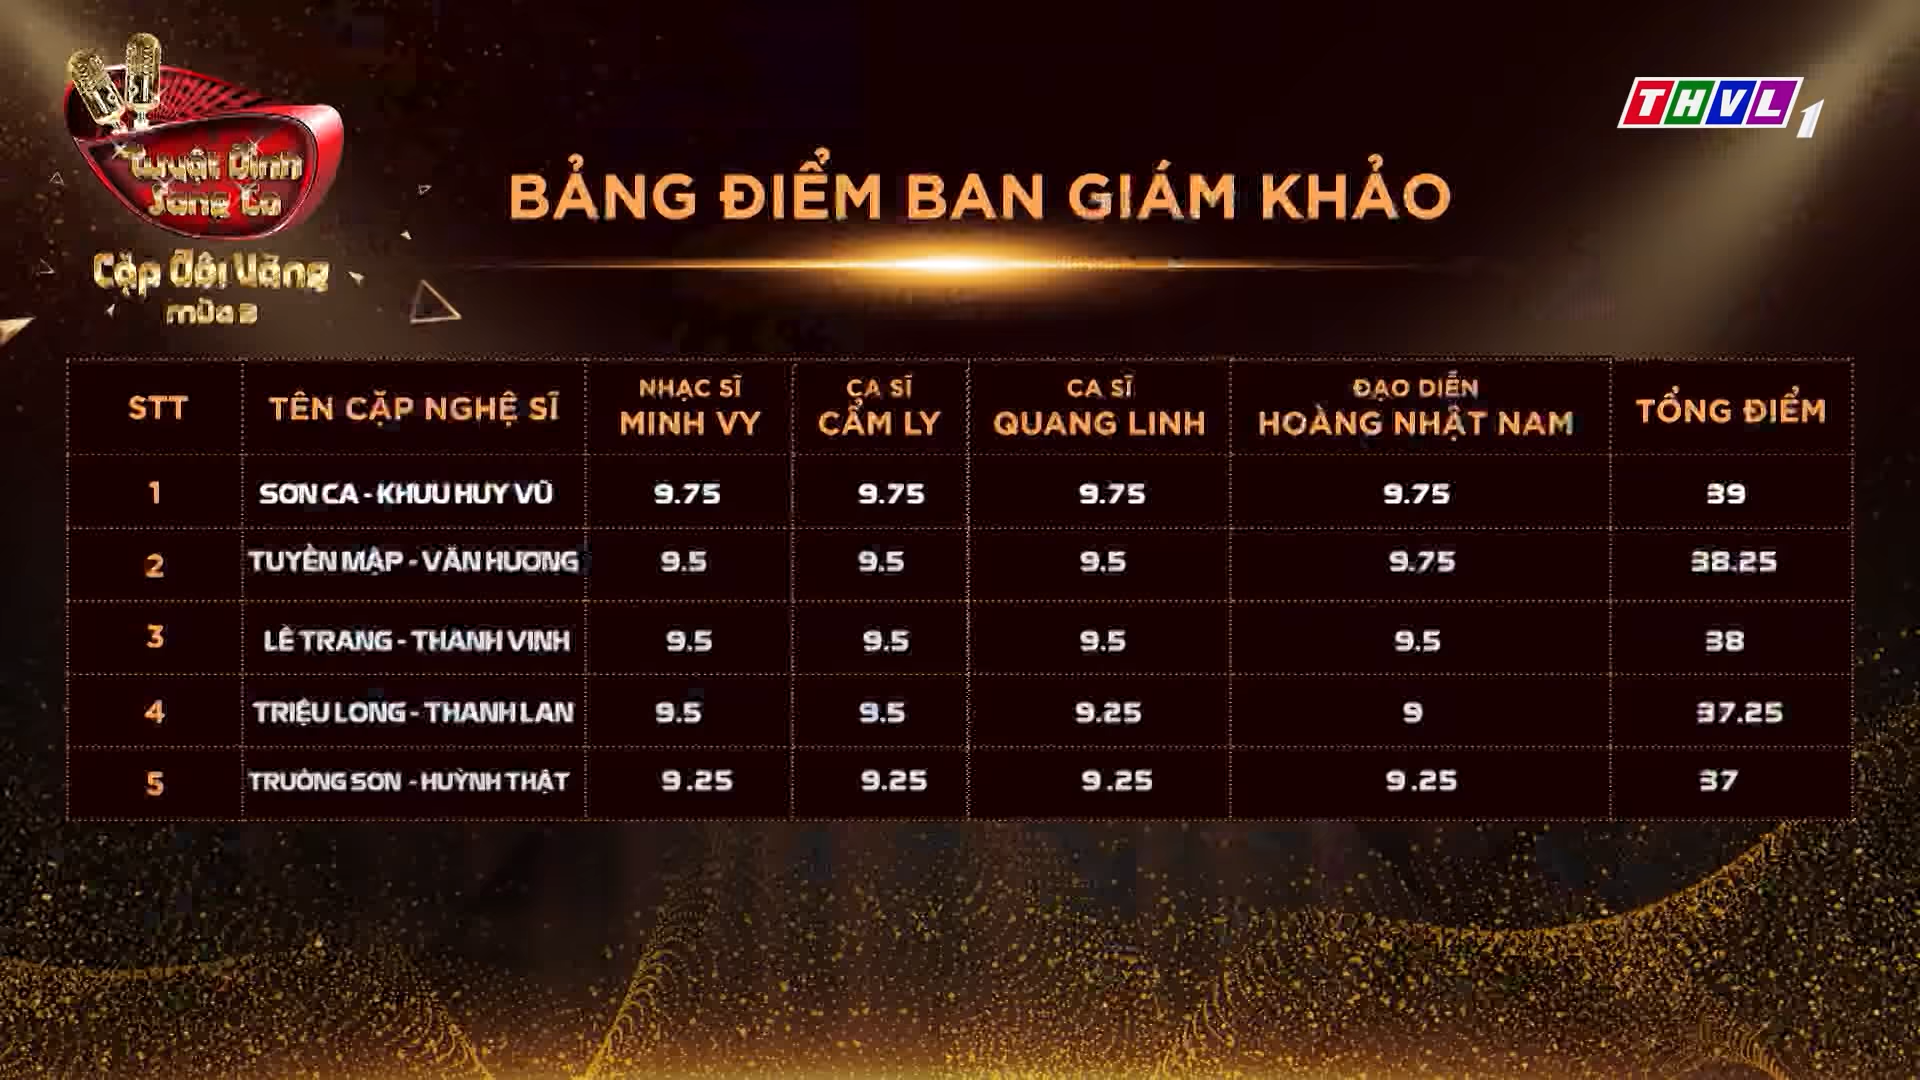 Tuyệt Đỉnh
Song Ca
Cặp Đôi Vàng
THVL 1
BẢNG ĐIỂM BAN GIÁM KHẢO
STT TÊN CẶP NGHỆ SĨ NHẠC SĨ MINH VY CA SĨ CẨM LY CA SĨ QUANG LINH ĐẠO DIỄN HOÀNG NHẬT NAM TỔNG ĐIỂM
1 SƠN CA - KHƯU HUY VŨ 9.75 9.75 9.75 9.75 39
2 TUYỀN MẬP - VĂN HƯƠNG 9.5 9.5 9.5 9.75 38.25
3 LÊ TRANG - THANH VINH 9.5 9.5 9.5 9.5 38
4 TRIỆU LONG - THANH LAN 9.5 9.5 9.25 9 37.25
5 TRƯỜNG SƠN - HUỲNH THẬT 9.25 9.25 9.25 9.25 37